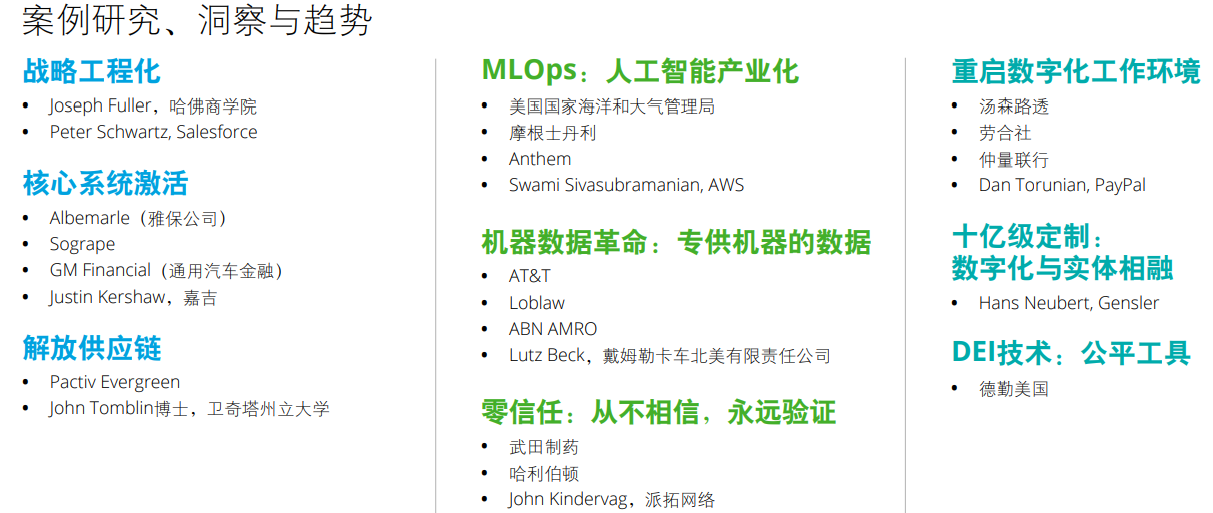 案例研究、洞察与趋势
战略工程化
• Joseph Fuller，哈佛商学院
• Peter Schwartz, Salesforce
核心系统激活
• Albemarle（雅保公司）
• Sogrape
• GM Financial（通用汽车金融）
• Justin Kershaw，嘉吉
解放供应链
• Pactiv Evergreen
• John Tomblin博士，卫奇塔州立大学
MLOps：人工智能产业化
• 美国国家海洋和大气管理局
• 摩根士丹利
• Anthem
• Swami Sivasubramanian, AWS
机器数据革命：专供机器的数据
• AT&T
• Loblaw
• ABN AMRO
• Lutz Beck，戴姆勒卡车北美有限责任公司
零信任：从不相信，永远验证
• 武田制药
• 哈利伯顿
• John Kindervag，派拓网络
重启数字化工作环境
• 汤森路透
• 劳合社
• 仲量联行
• Dan Torunian, PayPal
十亿级定制：
数字化与实体相融
• Hans Neubert, Gensler
DEI技术：公平工具
• 德勤美国